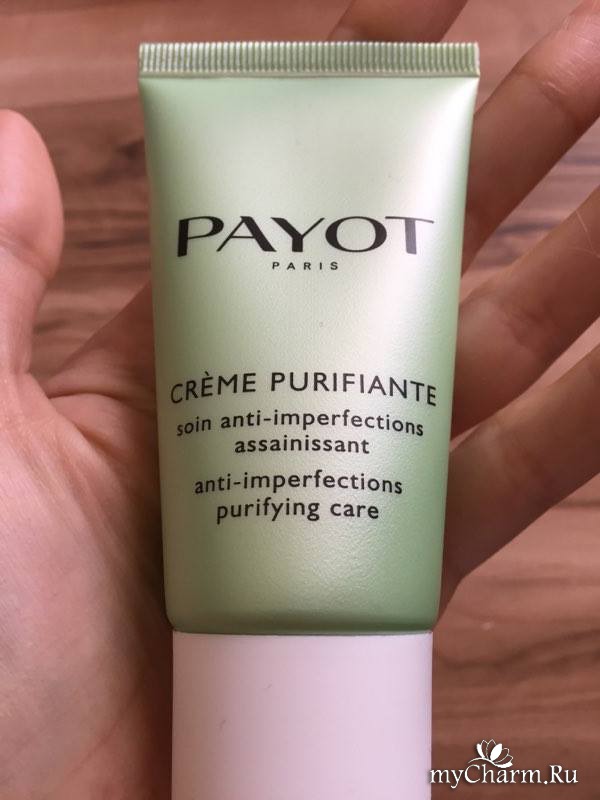 PAYOT
PARIS
CRÈME PURIFIANTE
soin anti-imperfections
assainissant
anti-imperfections
purifying care
myCharm.Ru